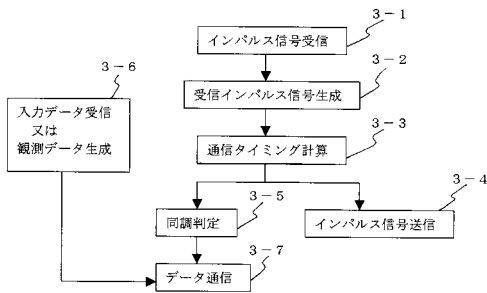 3-1
インパルス信号受信
3-2
受信インパルス信号生成
3-3
通信タイミング計算
3-4
インパルス信号送信
3-5
同調判定
3-6
入力データ受信
又は
観測データ生成
3-7
データ通信